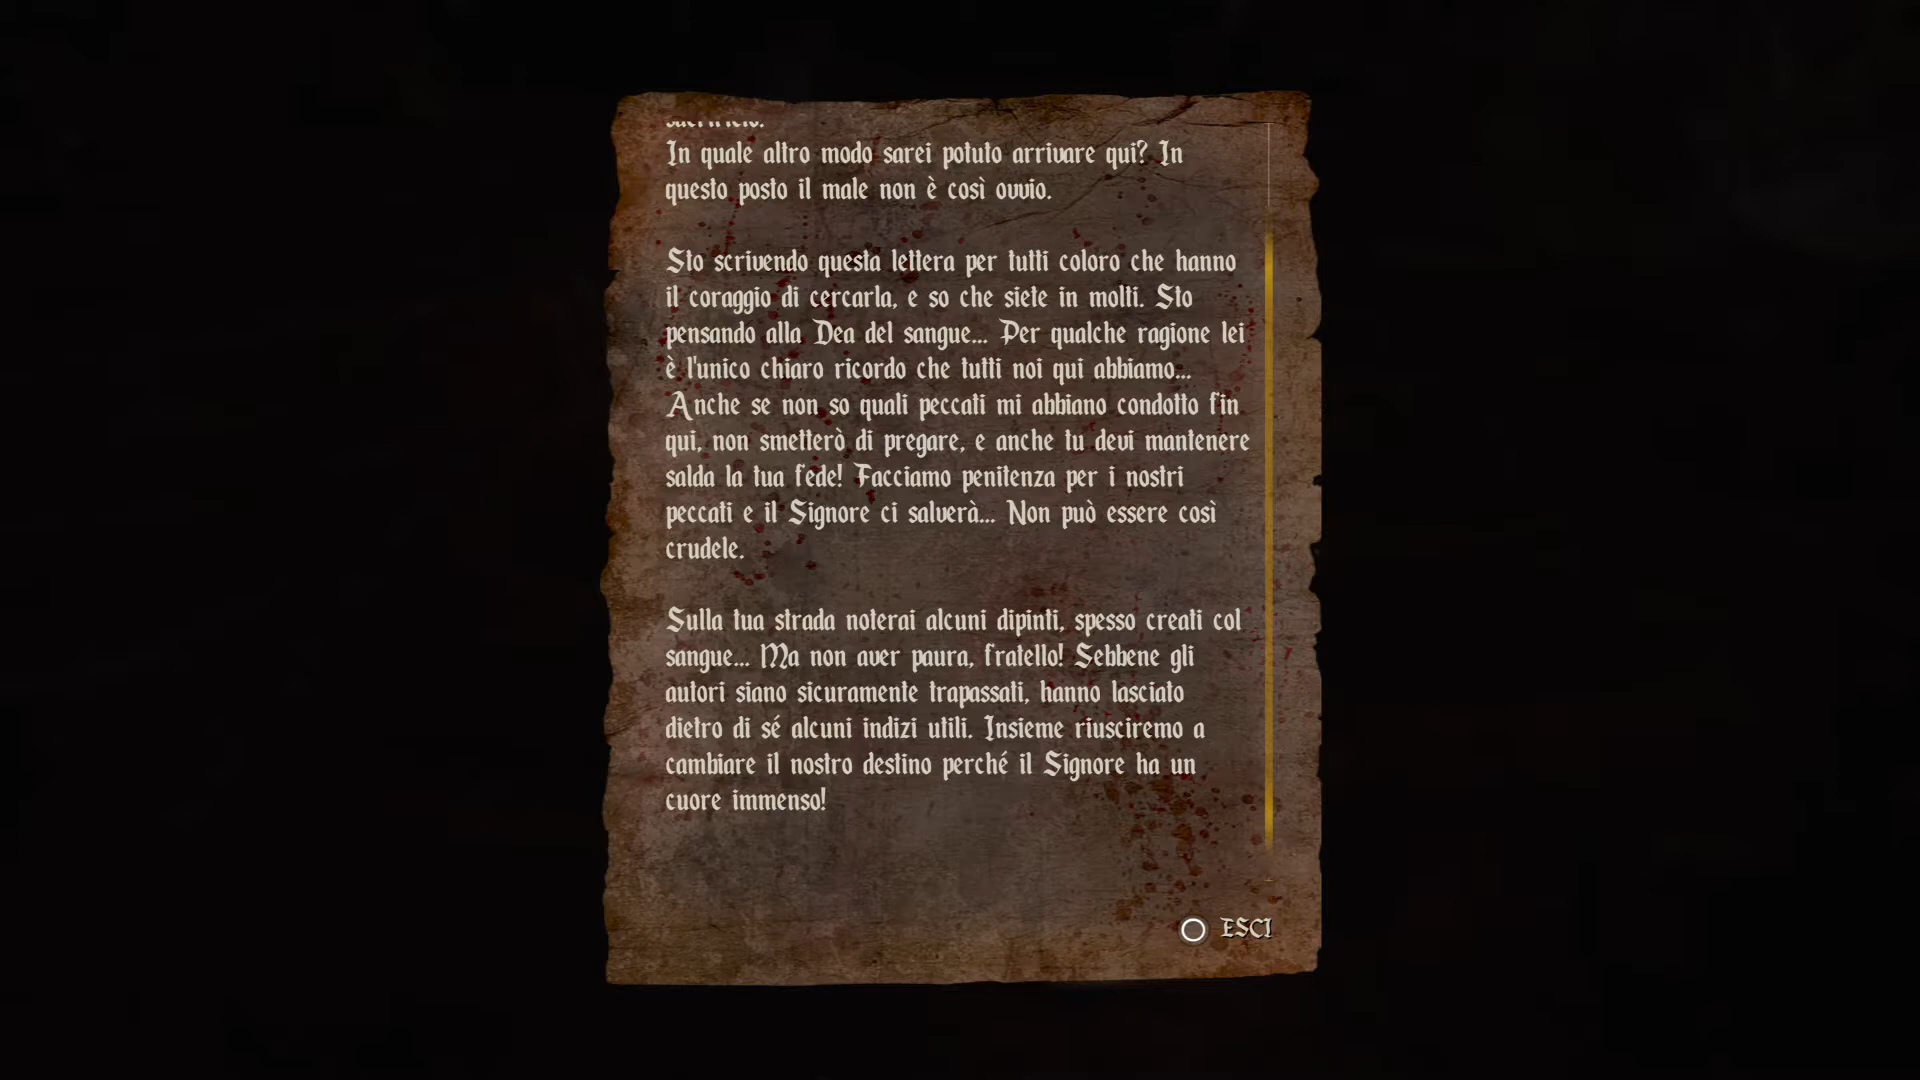 sacrificio.
In quale altro modo sarei potuto arrivare qui? In
questo posto il male non è così ovvio.
Sto scrivendo questa lettera per tutti coloro che hanno
il coraggio di cercarla, e so che siete in molti. Sto
pensando alla Dea del sangue... Per qualche ragione lei
è l'unico chiaro ricordo che tutti noi qui abbiamo...
Anche se non so quali peccati mi abbiano condotto fin
qui, non smetterò di pregare, e anche tu devi mantenere
salda la tua fede! Facciamo penitenza per i nostri
peccati e il Signore ci salverà... Non può essere così
crudele.
Sulla tua strada noterai alcuni dipinti, spesso creati col
sangue... Ma non aver paura, fratello! Sebbene gli
autori siano sicuramente trapassati, hanno lasciato
dietro di sé alcuni indizi utili. Insieme riusciremo a
cambiare il nostro destino perché il Signore ha un
cuore immenso!
ESCI